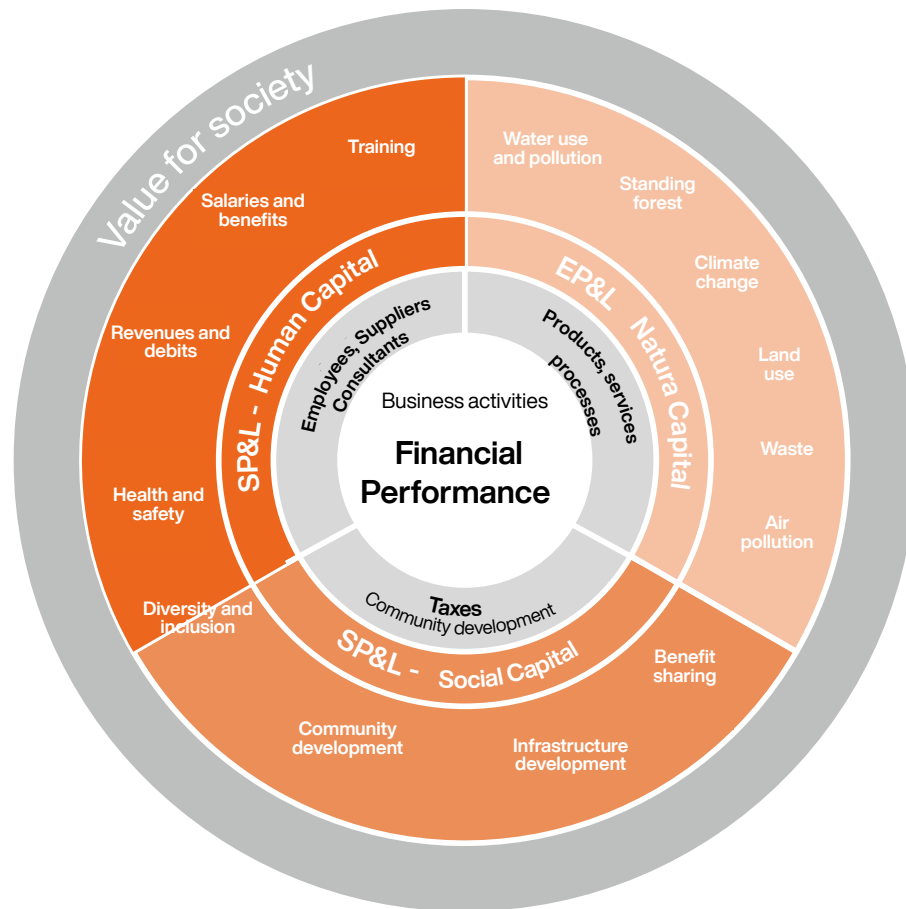 Value for society
Training
Salaries and
benefits
Revenues and
debits
Health and
safety
Diversity and
inclusion
Water use
and pollution
Standing
forest
Climate
change
Land
use
Waste
Air
pollution
Benefit
sharing
Infrastructure
development
Community
development
SP&L - Human Capital
EP&L Natura Capital
SP&L - Social Capital
Employees, Suppliers
Consultants
Products, services
processes
Taxes
Community development
Business activities
Financial
Performance